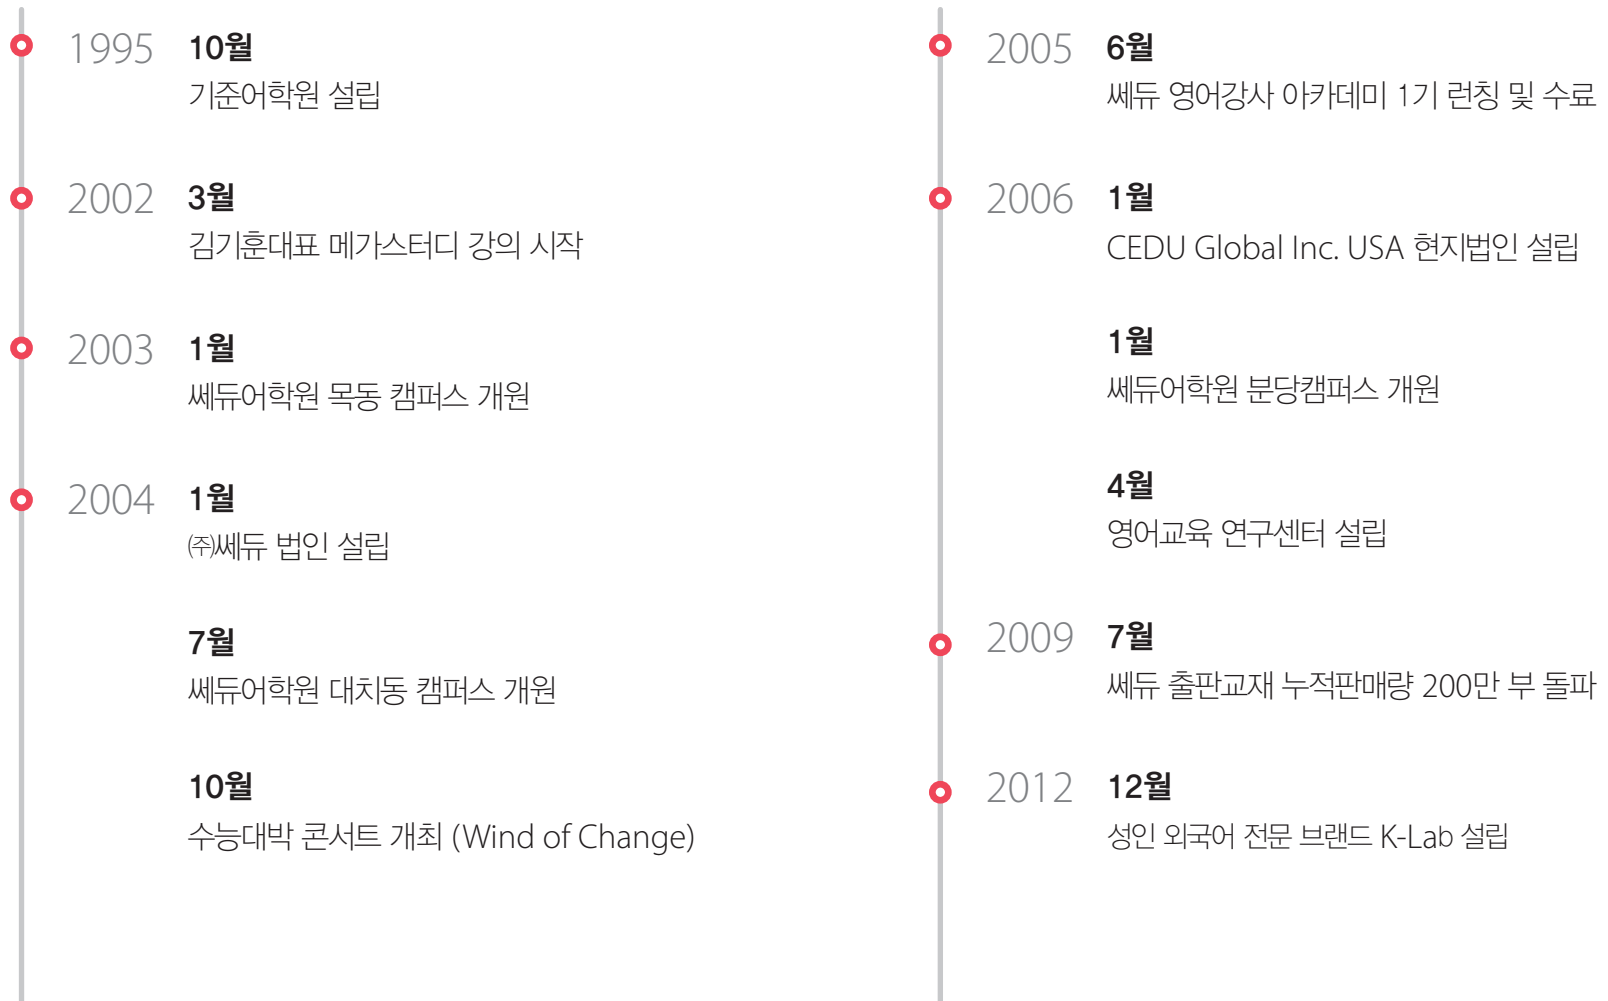 1995 10월
기준어학원 설립
2002 3월
김기훈대표 메가스터디 강의 시작
2003 1월
쎄듀어학원 목동 캠퍼스 개원
2004 1월
㈜쎄듀 법인 설립
7월
쎄듀어학원 대치동 캠퍼스 개원
10월
수능대박 콘서트 개최 (Wind of Change)
2005 6월
쎄듀 영어강사 아카데미 1기 런칭 및 수료
2006 1월
CEDU Global Inc. USA 현지법인 설립
1월
쎄듀어학원 분당캠퍼스 개원
4월
영어교육 연구센터 설립
2009 7월
쎄듀 출판교재 누적판매량 200만 부 돌파
2012 12월
성인 외국어 전문 브랜드 K-Lab 설립